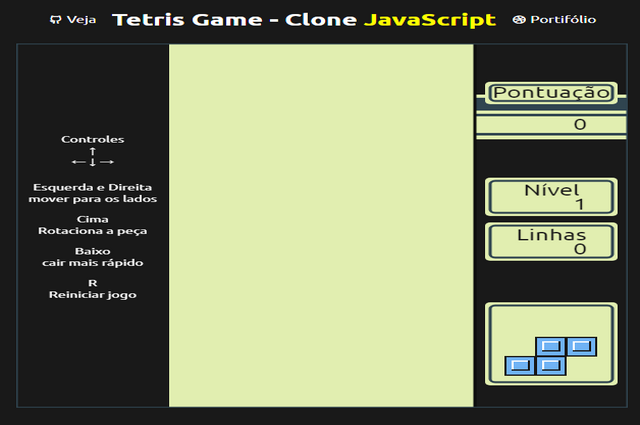 Veja Tetris Game - Clone JavaScript Portifólio
Controles
↑
←↓→
Esquerda e Direita
mover para os lados
Cima
Rotaciona a peça
Baixo
cair mais rápido
R
Reiniciar jogo
Pontuação
0
Nível
1
Linhas
0